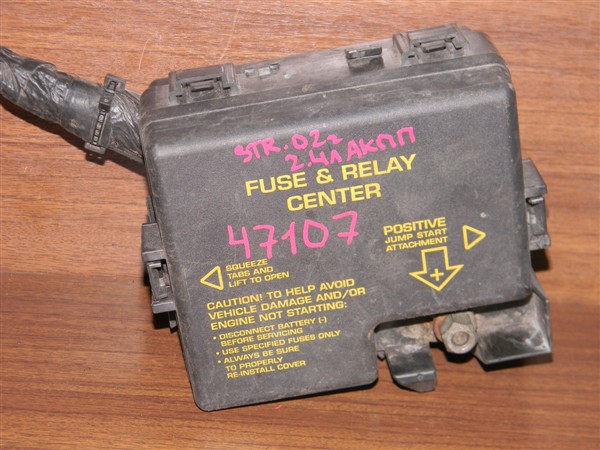 STR. 02г
2.4л АКПП
FUSE & RELAY
CENTER
47107
POSITIVE
JUMP START
ATTACHMENT
+
SQUEEZE
TABS AND
LIFT TO OPEN
CAUTION! TO HELP AVOID
VEHICLE DAMAGE AND/OR
ENGINE NOT STARTING:
• DISCONNECT BATTERY (-)
BEFORE SERVICING
• USE SPECIFIED FUSES ONLY
• ALWAYS BE SURE
TO PROPERLY
RE-INSTALL COVER